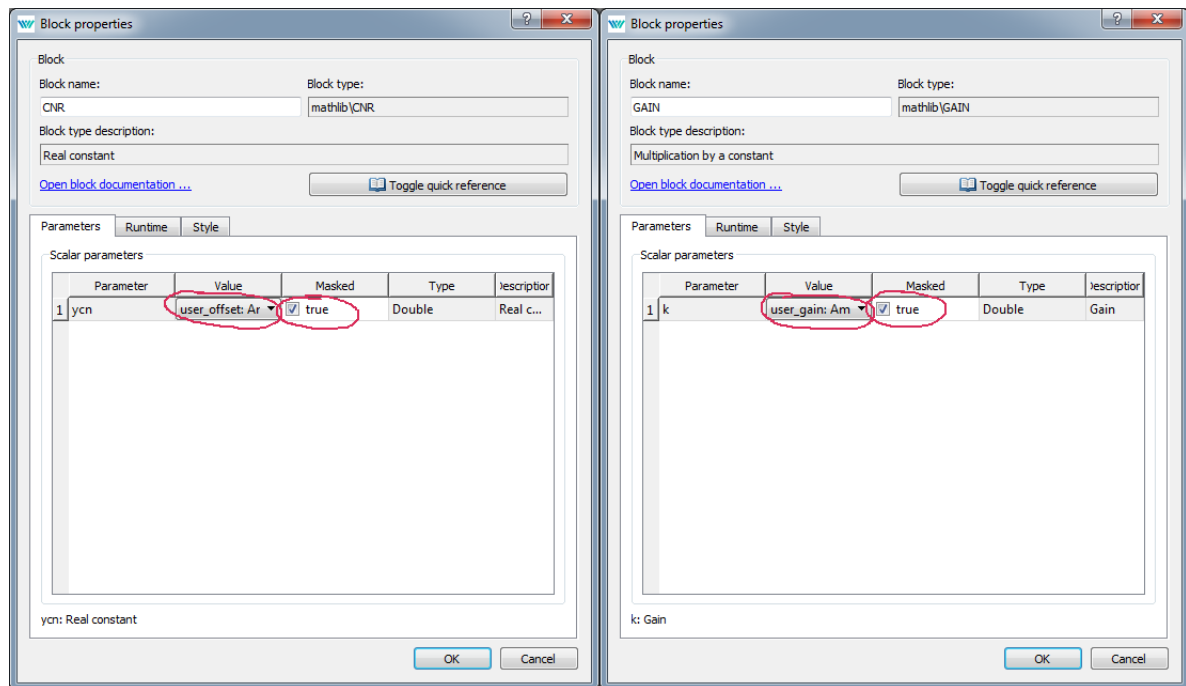 Block properties
?
X
Block
Block name:
Block type:
CNR
mathlib\CNR
Block type description:
Real constant
Open block documentation ...
Toggle quick reference
Parameters
Runtime
Style
Scalar parameters
Parameter
Value
Masked
Type
Descriptior
1
ycn
user_offset: Ar
true
Double
Real c...
ycn: Real constant
OK
Cancel
Block properties
?
X
Block
Block name:
Block type:
GAIN
mathlib\GAIN
Block type description:
Multiplication by a constant
Open block documentation ...
Toggle quick reference
Parameters
Runtime
Style
Scalar parameters
Parameter
Value
Masked
Type
Descriptior
1
k
user_gain: Am
true
Double
Gain
k: Gain
OK
Cancel